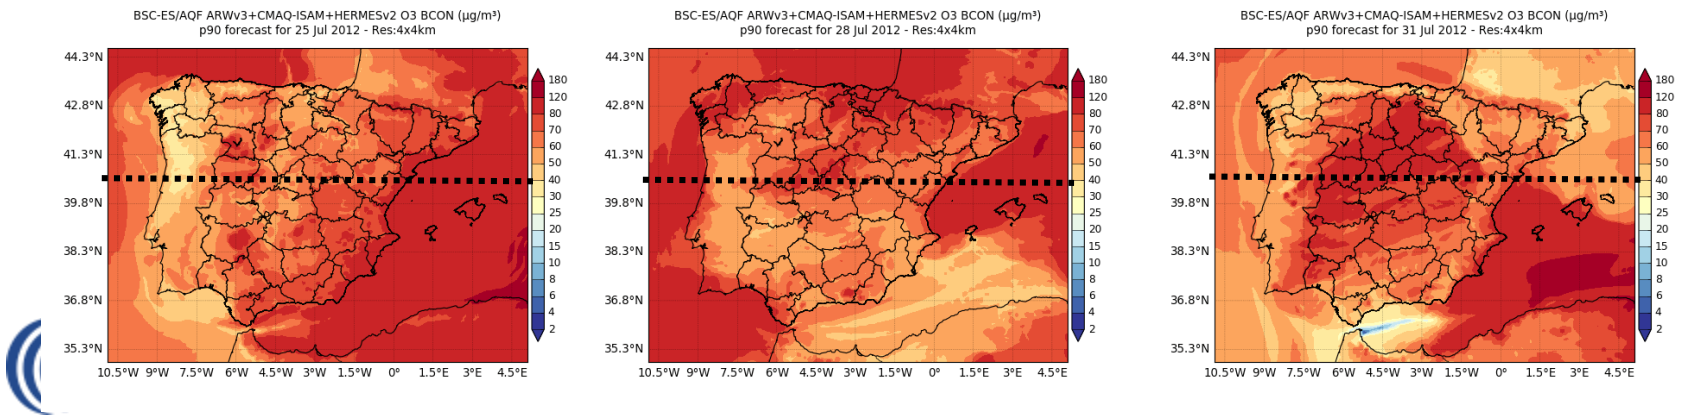 BSC-ES/AQF ARWv3+CMAQ-ISAM+HERMESv2 O3 BCON (µg/m³)
p90 forecast for 25 Jul 2012 - Res:4x4km
44.3°N
42.8°N
41.3°N
39.8°N
38.3°N
36.8°N
35.3°N
10.5°W 9°W 7.5°W 6°W 4.5°W 3°W 1.5°W 0° 1.5°E 3°E 4.5°E
180
120
80
70
60
50
40
30
25
20
15
10
8
6
4
2
BSC-ES/AQF ARWv3+CMAQ-ISAM+HERMESv2 O3 BCON (µg/m³)
p90 forecast for 28 Jul 2012 - Res:4x4km
44.3°N
42.8°N
41.3°N
39.8°N
38.3°N
36.8°N
35.3°N
10.5°W 9°W 7.5°W 6°W 4.5°W 3°W 1.5°W 0° 1.5°E 3°E 4.5°E
180
120
80
70
60
50
40
30
25
20
15
10
8
6
4
2
BSC-ES/AQF ARWv3+CMAQ-ISAM+HERMESv2 O3 BCON (µg/m³)
p90 forecast for 31 Jul 2012 - Res:4x4km
44.3°N
42.8°N
41.3°N
39.8°N
38.3°N
36.8°N
35.3°N
10.5°W 9°W 7.5°W 6°W 4.5°W 3°W 1.5°W 0° 1.5°E 3°E 4.5°E
180
120
80
70
60
50
40
30
25
20
15
10
8
6
4
2